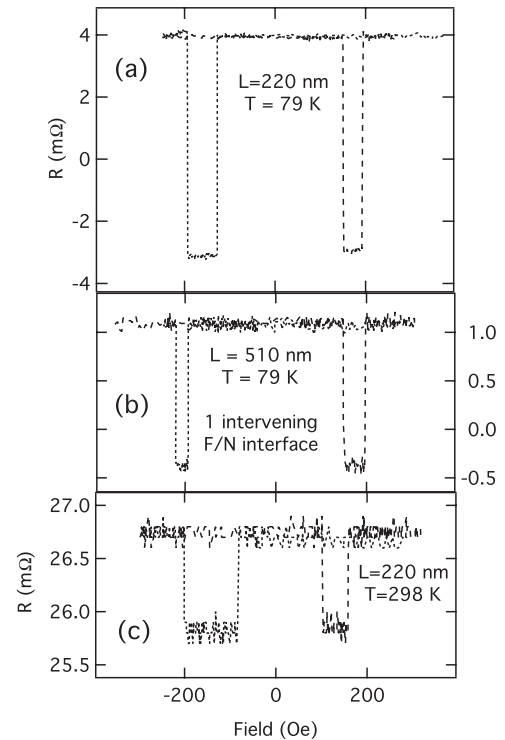 4
(a)
L=220 nm
T = 79 K
2
R (mΩ)
0
-2
-4
1.0
L = 510 nm
T = 79 K
0.5
(b)
1 intervening
F/N interface
0.0
-0.5
27.0
26.5
R (mΩ)
L=220 nm
T=298 K
26.0
(c)
25.5
-200
0
200
Field (Oe)